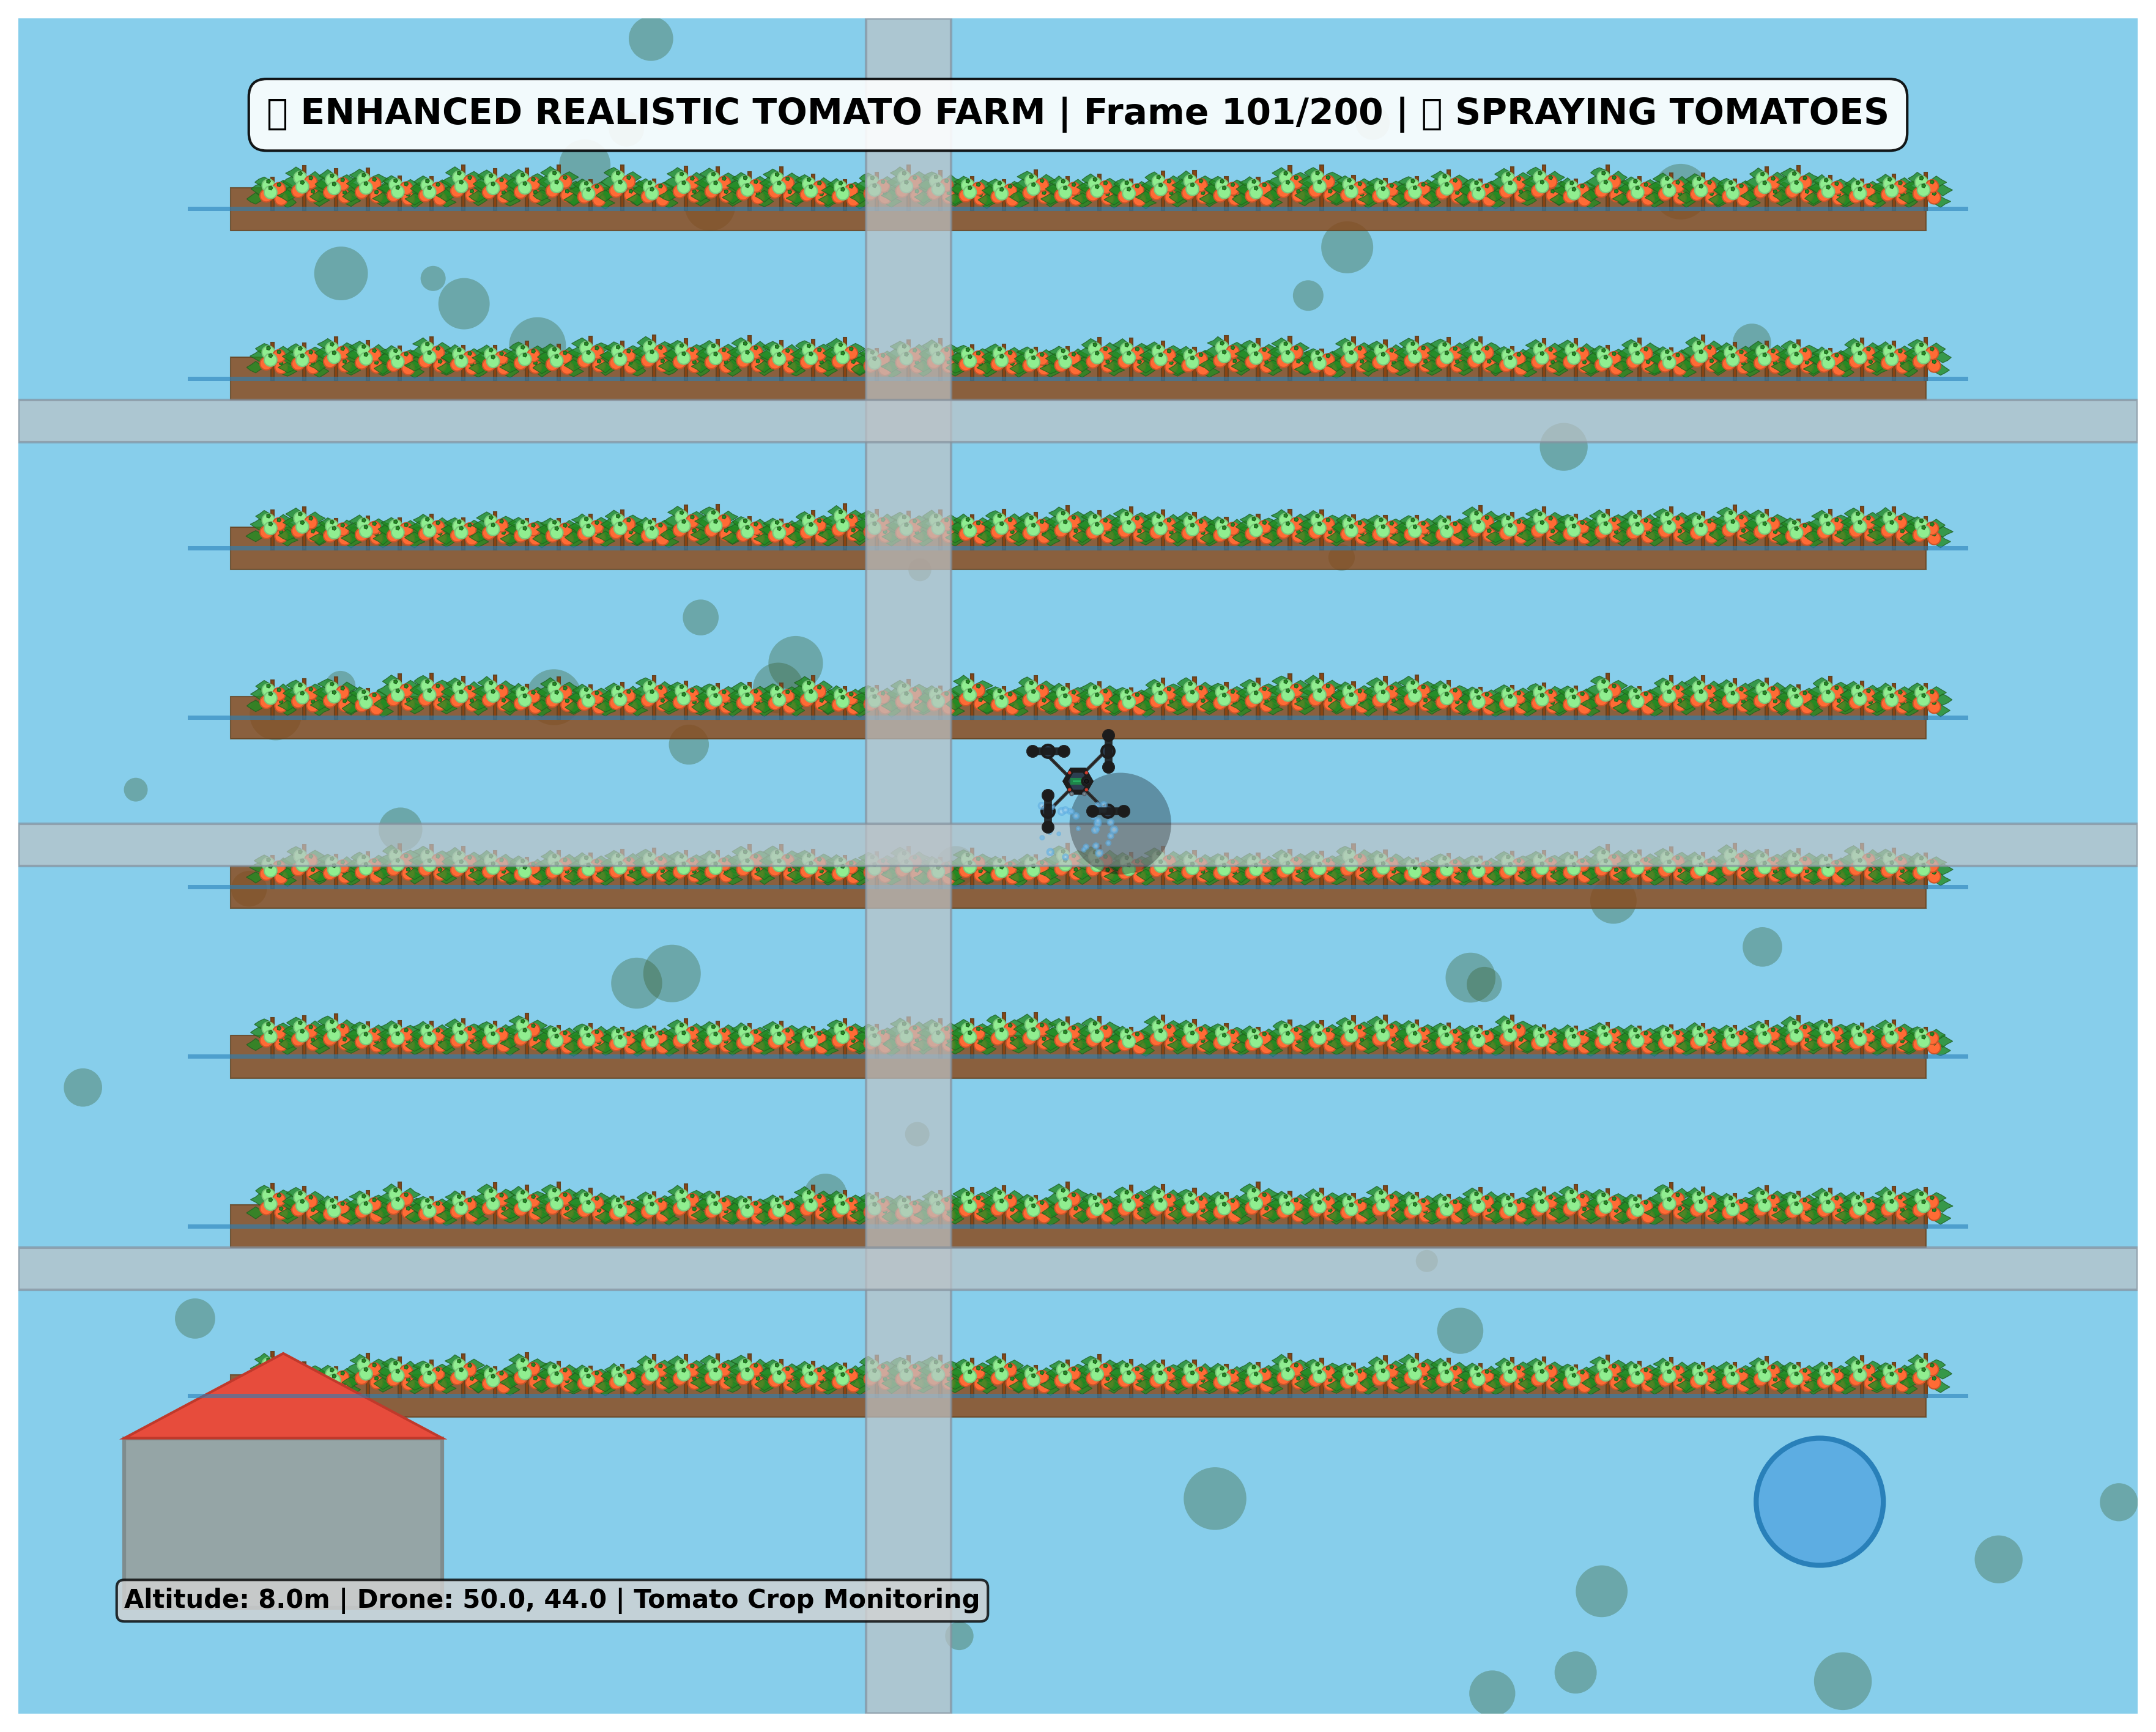 ▯ ENHANCED REALISTIC TOMATO FARM | Frame 101/200 | ▯ SPRAYING TOMATOES
Altitude: 8.0m | Drone: 50.0, 44.0 | Tomato Crop Monitoring